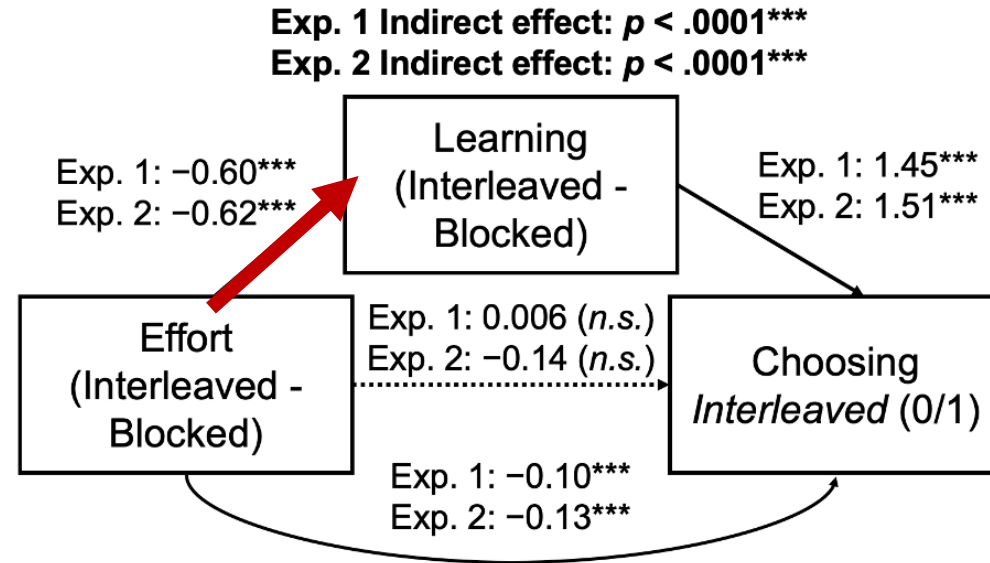 Exp. 1 Indirect effect: p < .0001***
Exp. 2 Indirect effect: p < .0001***
Learning
(Interleaved -
Blocked)
Exp. 1: −0.60***
Exp. 2: −0.62***
Exp. 1: 1.45***
Exp. 2: 1.51***
Effort
(Interleaved -
Blocked)
Exp. 1: 0.006 (n.s.)
Exp. 2: −0.14 (n.s.)
Choosing
Interleaved (0/1)
Exp. 1: −0.10***
Exp. 2: −0.13***